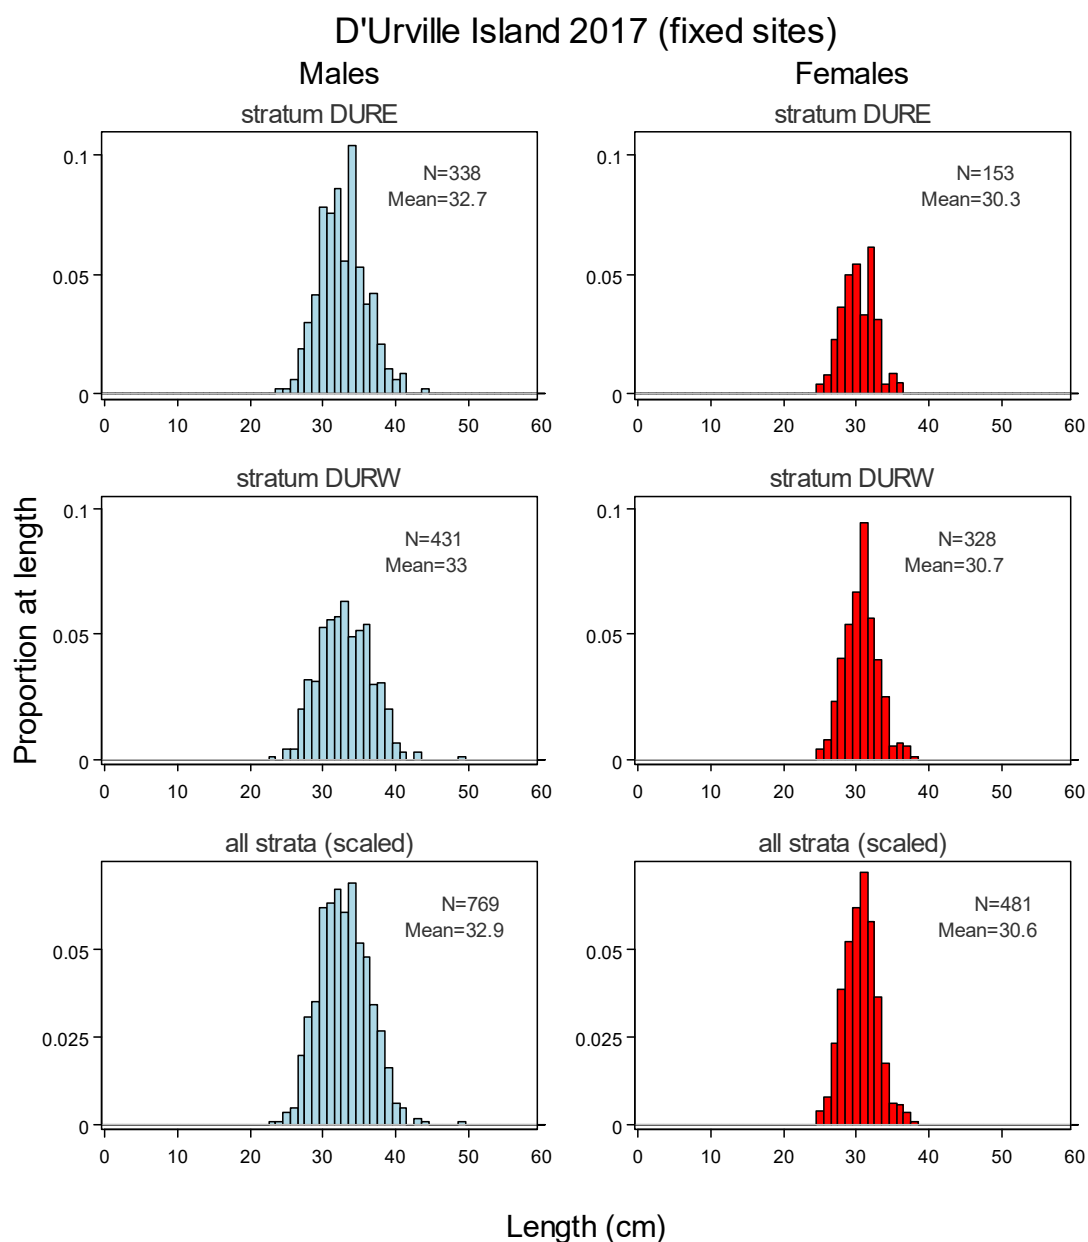 D'Urville Island 2017 (fixed sites)
Males
Females
stratum DURE
N=338
Mean=32.7
0.1
0.05
0
0 10 20 30 40 50 60
stratum DURE
N=153
Mean=30.3
0.1
0.05
0
0 10 20 30 40 50 60
Proportion at length
stratum DURW
N=431
Mean=33
0.1
0.05
0
0 10 20 30 40 50 60
stratum DURW
N=328
Mean=30.7
0.1
0.05
0
0 10 20 30 40 50 60
all strata (scaled)
N=769
Mean=32.9
0.05
0.025
0
0 10 20 30 40 50 60
all strata (scaled)
N=481
Mean=30.6
0.05
0.025
0
0 10 20 30 40 50 60
Length (cm)